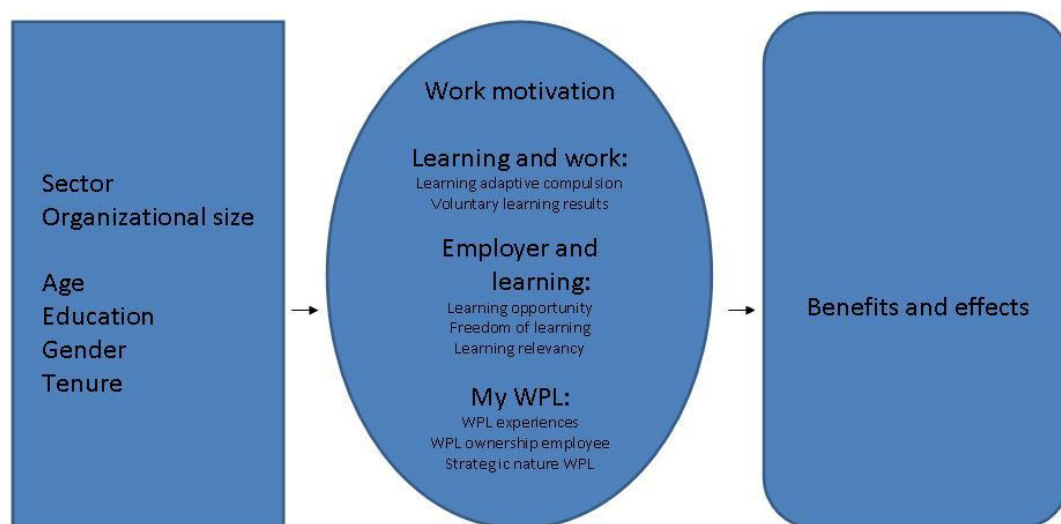 Sector
Organizational size
Age
Education
Gender
Tenure
Work motivation
Learning and work:
Learning adaptive compulsion
Voluntary learning results
Employer and
learning:
Learning opportunity
Freedom of learning
Learning relevancy
My WPL:
WPL experiences
WPL ownership employee
Strategic nature WPL
Benefits and effects